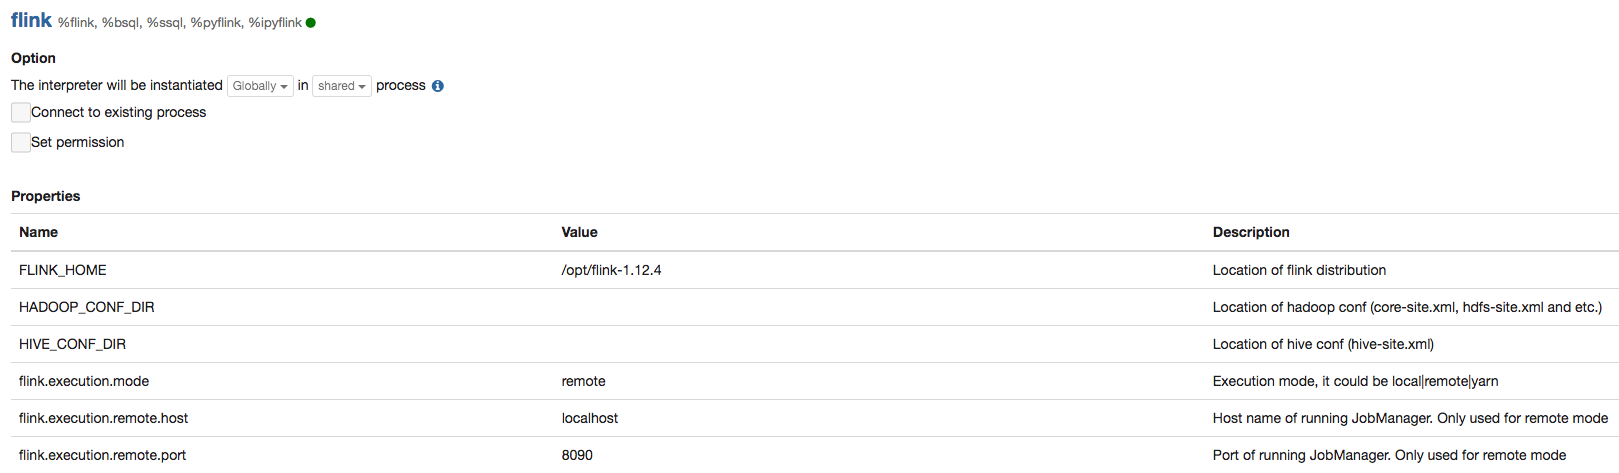 flink %flink, %bsql, %ssql, %pyflink, %ipyflink
Option
The interpreter will be instantiated Globally in shared process
Connect to existing process
Set permission
Properties
Name Value Description
FLINK_HOME /opt/flink-1.12.4 Location of flink distribution
HADOOP_CONF_DIR Location of hadoop conf (core-site.xml, hdfs-site.xml and etc.)
HIVE_CONF_DIR Location of hive conf (hive-site.xml)
flink.execution.mode remote Execution mode, it could be local|remote|yarn
flink.execution.remote.host localhost Host name of running JobManager. Only used for remote mode
flink.execution.remote.port 8090 Port of running JobManager. Only used for remote mode